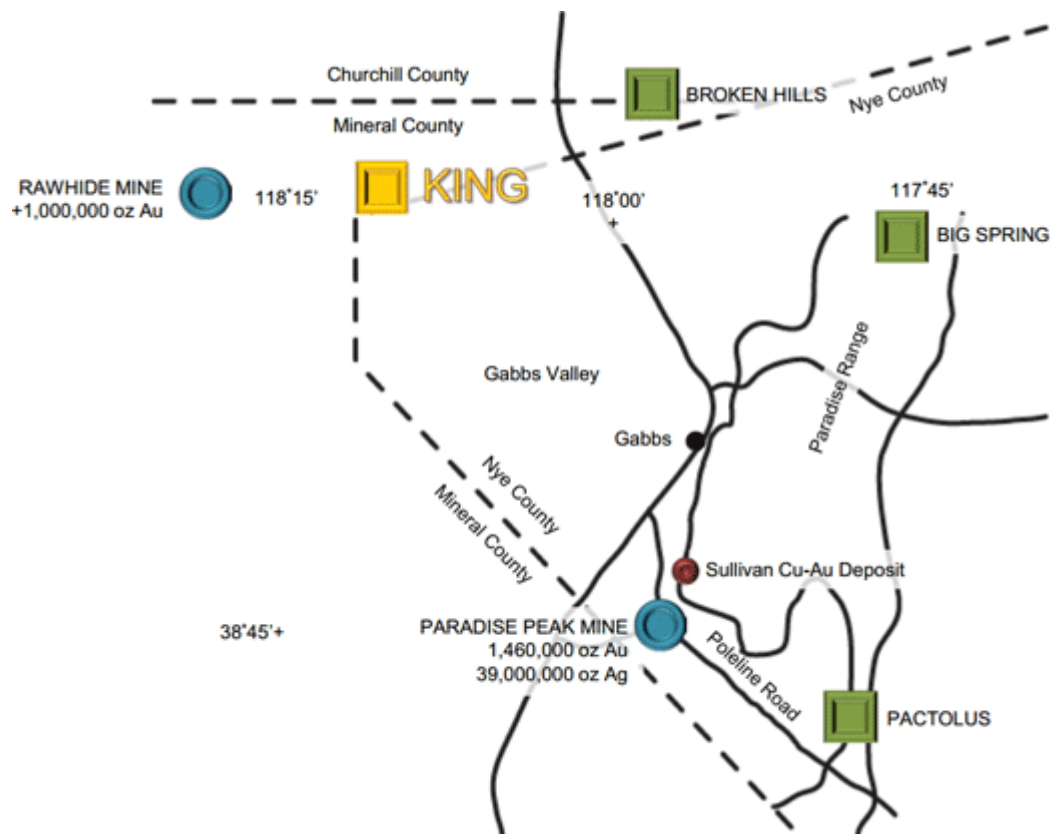 Churchill County
BROKEN HILLS
Nye County
Mineral County
RAWHIDE MINE
+1,000,000 oz Au
118°15'
KING
118°00'
+
117°45'
BIG SPRING
Paradise Range
Gabbs Valley
Gabbs
Nye County
Mineral County
Sullivan Cu-Au Deposit
38°45'+
PARADISE PEAK MINE
1,460,000 oz Au
39,000,000 oz Ag
Poleline Road
PACTOLUS